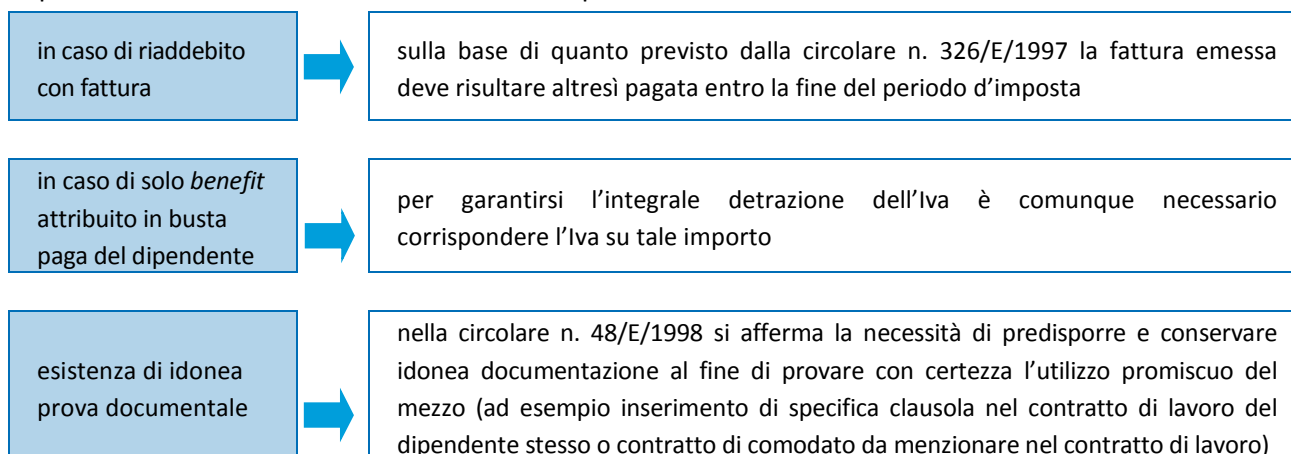 in caso di riaddebito
con fattura
sulla base di quanto previsto dalla circolare n. 326/E/1997 la fattura emessa
deve risultare altresì pagata entro la fine del periodo d'imposta
in caso di solo benefit
attribuito in busta
paga del dipendente
per garantirsi l'integrale detrazione dell'Iva è comunque necessario
corrispondere l'Iva su tale importo
esistenza di idonea
prova documentale
nella circolare n. 48/E/1998 si afferma la necessità di predisporre e conservare
idonea documentazione al fine di provare con certezza l'utilizzo promiscuo del
mezzo (ad esempio inserimento di specifica clausola nel contratto di lavoro del
dipendente stesso o contratto di comodato da menzionare nel contratto di lavoro)